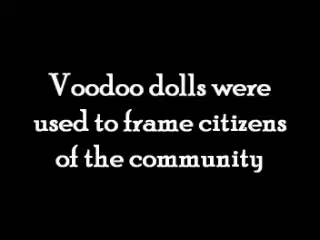 Voodoo dolls were
used to frame citizens
of the community